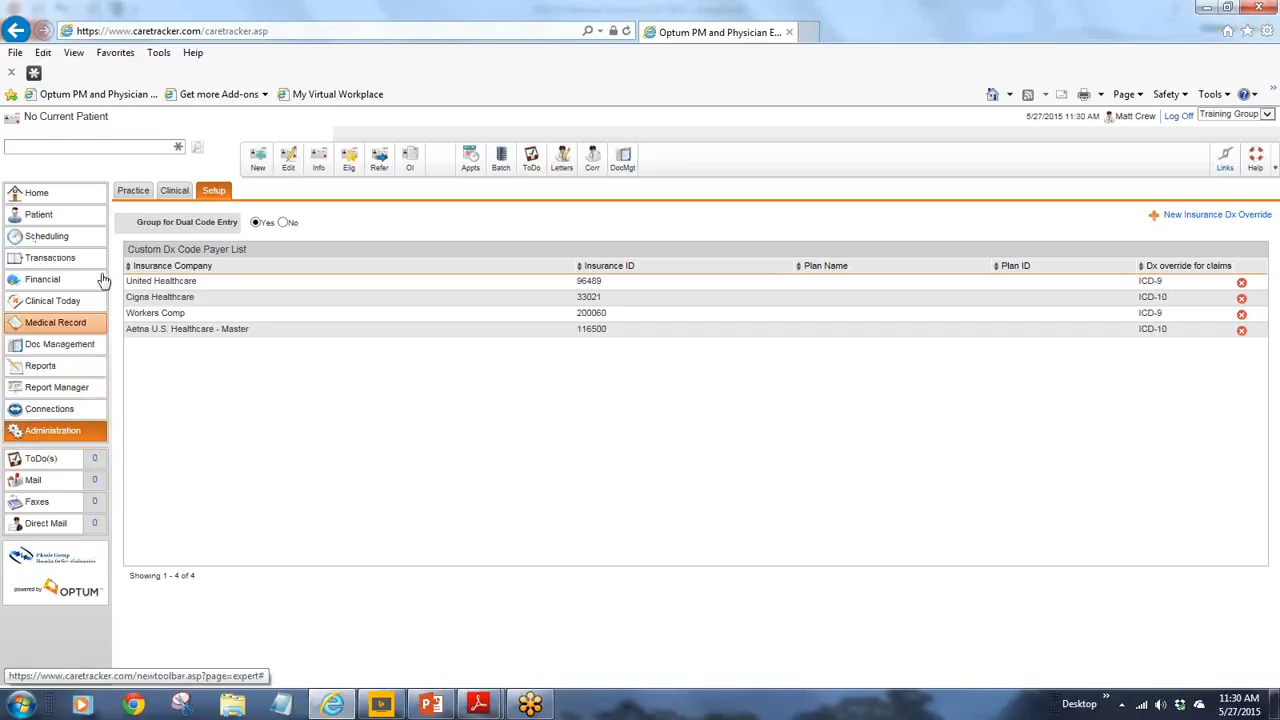 https://www.caretracker.com/caretracker.asp
Optum PM and Physician E...
File Edit View Favorites Tools Help
Optum PM and Physician ... Get more Add-ons My Virtual Workplace
Page Safety Tools
No Current Patient
5/27/2015 11:30 AM Matt Crew Log Off Training Group
New Edit Info Elig Refer OI Appts Batch ToDo Letters Corr DocMgt Links Help
Practice Clinical Setup
Home
Patient
Scheduling
Transactions
Financial
Clinical Today
Medical Record
Doc Management
Reports
Report Manager
Connections
Administration
ToDo(s) 0
Mail 0
Faxes 0
Direct Mail 0
powered by OPTUM
Group for Dual Code Entry Yes No
New Insurance Dx Override
Custom Dx Code Payer List
Insurance Company Insurance ID Plan Name Plan ID Dx override for claims
United Healthcare 96489 ICD-9
Cigna Healthcare 33021 ICD-10
Workers Comp 200060 ICD-9
Aetna U.S. Healthcare - Master 116500 ICD-10
Showing 1 - 4 of 4
https://www.caretracker.com/newtoolbar.asp?page=expert#
Desktop
11:30 AM
5/27/2015